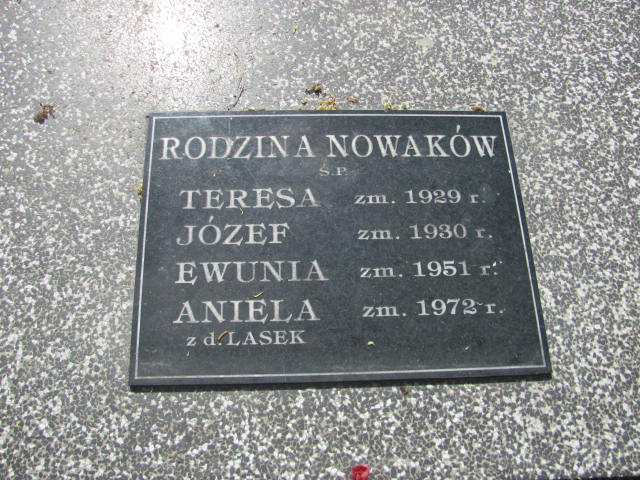 RODZINA NOWAKÓW
Ś.P.
TERESA zm. 1929 r.
JÓZEF zm. 1930 r.
EWUNIA zm. 1951 r.
ANIELA zm. 1972 r.
z d. LASEK